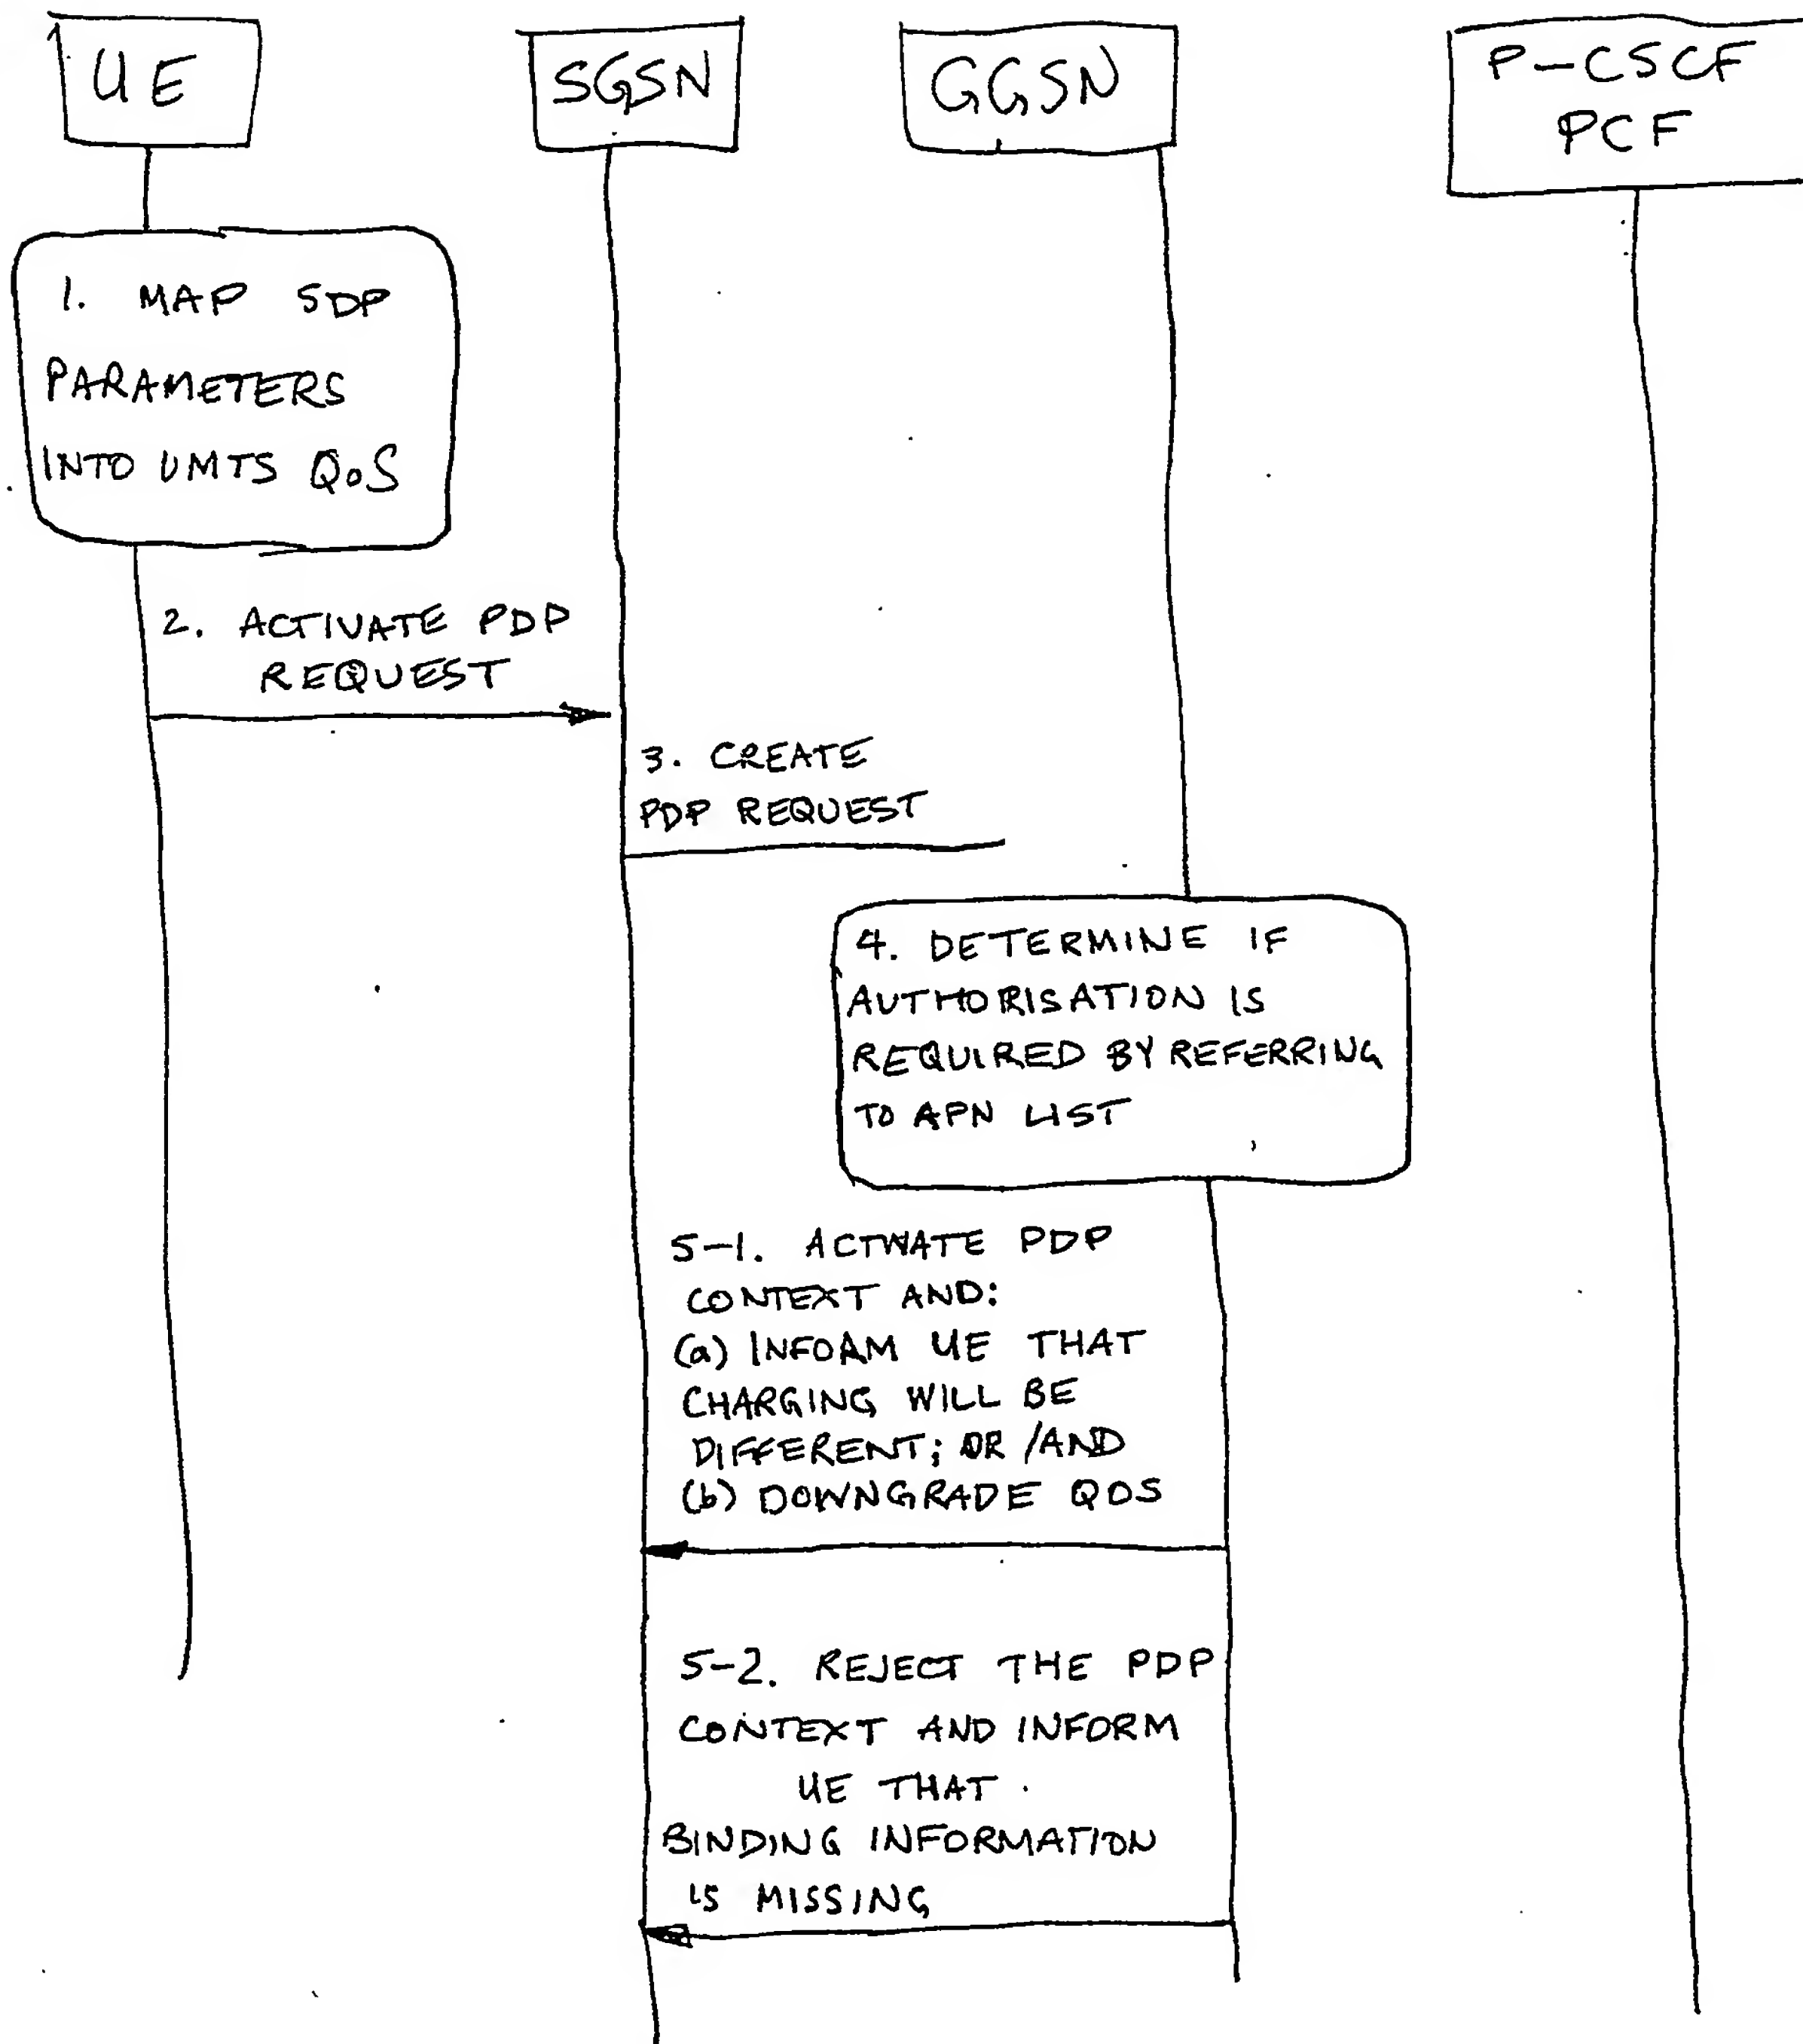 UE
SGSN
GGSN
P-CSCF
PCF
1. MAP SDP
PARAMETERS
INTO UMTS QoS
2. ACTIVATE PDP
REQUEST
3. CREATE
PDP REQUEST
4. DETERMINE IF
AUTHORISATION IS
REQUIRED BY REFERRING
TO APN LIST
5-1. ACTIVATE PDP
CONTEXT AND:
(a) INFORM UE THAT
CHARGING WILL BE
DIFFERENT; OR /AND
(b) DOWNGRADE QOS
5-2. REJECT THE PDP
CONTEXT AND INFORM
UE THAT
BINDING INFORMATION
IS MISSING